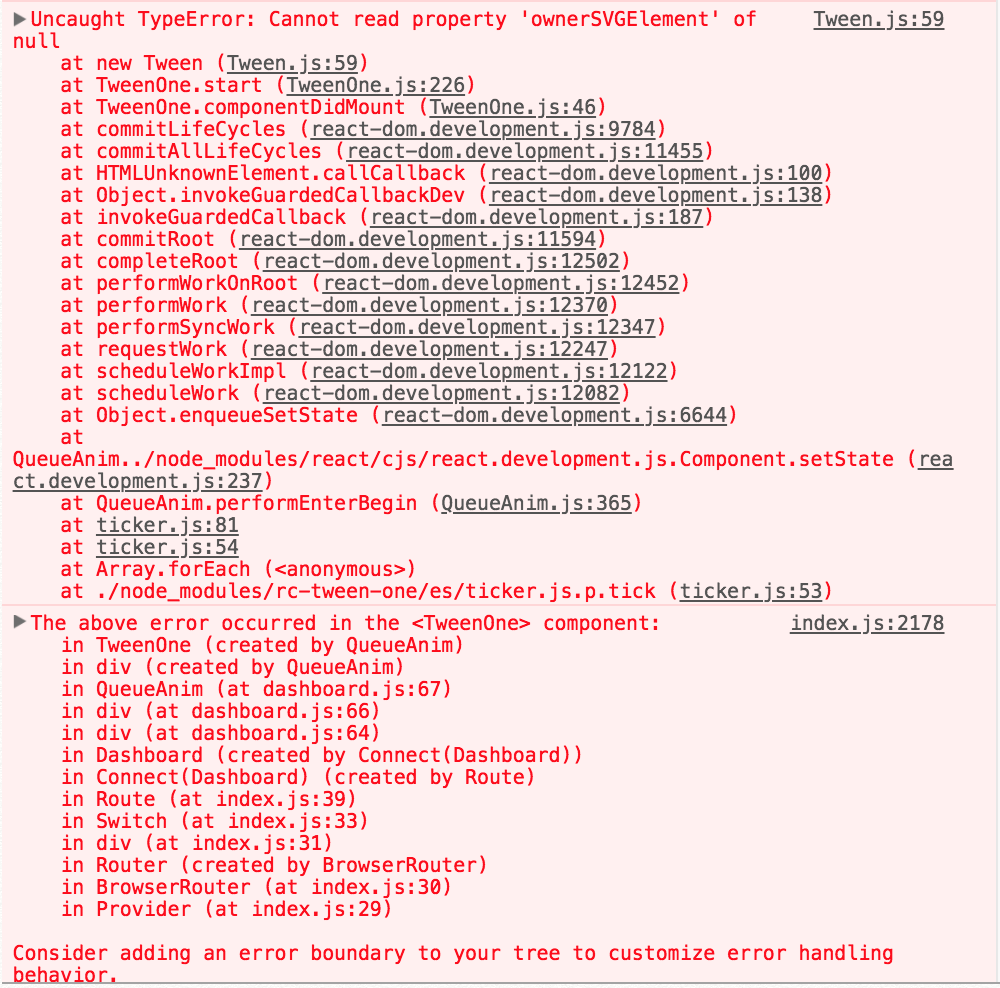 ▶Uncaught TypeError: Cannot read property 'ownerSVGElement' of Tween.js:59
null
at new Tween (Tween.js:59)
at TweenOne.start (TweenOne.js:226)
at TweenOne.componentDidMount (TweenOne.js:46)
at commitLifeCycles (react-dom.development.js:9784)
at commitAllLifeCycles (react-dom.development.js:11455)
at HTMLUnknownElement.callCallback (react-dom.development.js:100)
at Object.invokeGuardedCallbackDev (react-dom.development.js:138)
at invokeGuardedCallback (react-dom.development.js:187)
at commitRoot (react-dom.development.js:11594)
at completeRoot (react-dom.development.js:12502)
at performWorkOnRoot (react-dom.development.js:12452)
at performWork (react-dom.development.js:12370)
at performSyncWork (react-dom.development.js:12347)
at requestWork (react-dom.development.js:12247)
at scheduleWorkImpl (react-dom.development.js:12122)
at scheduleWork (react-dom.development.js:12082)
at Object.enqueueSetState (react-dom.development.js:6644)
at
QueueAnim../node_modules/react/cjs/react.development.js.Component.setState (rea
ct.development.js:237)
at QueueAnim.performEnterBegin (QueueAnim.js:365)
at ticker.js:81
at ticker.js:54
at Array.forEach (<anonymous>)
at ./node_modules/rc-tween-one/es/ticker.js.p.tick (ticker.js:53)
▶The above error occurred in the <TweenOne> component: index.js:2178
in TweenOne (created by QueueAnim)
in div (created by QueueAnim)
in QueueAnim (at dashboard.js:67)
in div (at dashboard.js:66)
in div (at dashboard.js:64)
in Dashboard (created by Connect(Dashboard))
in Connect(Dashboard) (created by Route)
in Route (at index.js:39)
in Switch (at index.js:33)
in div (at index.js:31)
in Router (created by BrowserRouter)
in BrowserRouter (at index.js:30)
in Provider (at index.js:29)
Consider adding an error boundary to your tree to customize error handling
behavior.